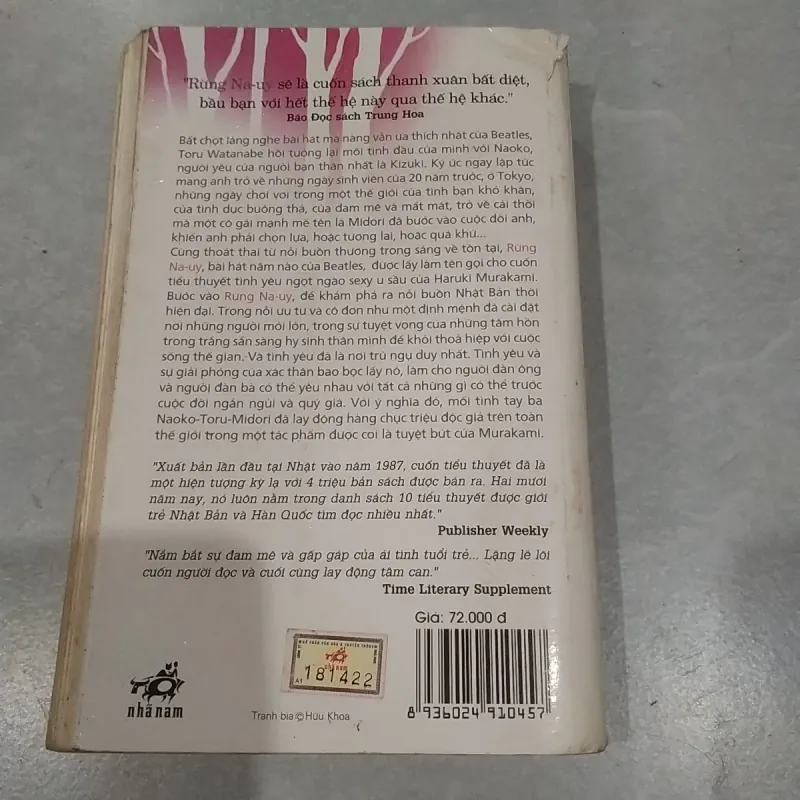 "Rừng Na-uy sẽ là cuốn sách thanh xuân bất diệt,
bầu bạn với hết thế hệ này qua thế hệ khác."
Báo Đọc sách Trung Hoa
Bất chợt lắng nghe bài hát mà nàng vẫn ưa thích nhất của Beatles,
Toru Watanabe hồi tưởng lại mối tình đầu của mình với Naoko,
người yêu của người bạn thân nhất là Kizuki. Ký ức ngay lập tức
mang anh trở về những ngày sinh viên của 20 năm trước, ở Tokyo,
những ngày chơi vơi trong một thế giới của tình bạn khó khăn,
của tình dục buông thả, của đam mê và mất mát, trở về cái thời
mà một cô gái mạnh mẽ tên là Midori đã bước vào cuộc đời anh,
khiến anh phải chọn lựa, hoặc tương lai, hoặc quá khứ...
Cùng thoát thai từ nỗi buồn thương trong sáng về tồn tại, Rừng
Na-uy, bài hát năm nào của Beatles, được lấy làm tên gọi cho cuốn
tiểu thuyết tình yêu ngọt ngào sexy u sầu của Haruki Murakami.
Bước vào Rừng Na-uy, để khám phá ra nỗi buồn Nhật Bản thời
hiện đại. Trong nỗi ưu tư và cô đơn như một định mệnh đã cài đặt
nơi những người mới lớn, trong sự tuyệt vọng của những tâm hồn
trong trắng sẵn sàng hy sinh thân mình để khỏi thoả hiệp với cuộc
sống thế gian. Và tình yêu đã là nơi trú ngụ duy nhất. Tình yêu và
sự giải phóng của xác thân bao bọc lấy nó, làm cho người đàn ông
và người đàn bà có thể yêu nhau với tất cả những gì có thể trước
cuộc đời ngắn ngủi và quý giá. Với ý nghĩa đó, mối tình tay ba
Naoko-Toru-Midori đã lay động hàng chục triệu độc giả trên toàn
thế giới trong một tác phẩm được coi là tuyệt bút của Murakami.
"Xuất bản lần đầu tại Nhật vào năm 1987, cuốn tiểu thuyết đã là
một hiện tượng kỳ lạ với 4 triệu bản sách được bán ra. Hai mươi
năm nay, nó luôn nằm trong danh sách 10 tiểu thuyết được giới
trẻ Nhật Bản và Hàn Quốc tìm đọc nhiều nhất."
Publisher Weekly
"Nắm bắt sự đam mê và gấp gáp của ái tình tuổi trẻ... Lặng lẽ lôi
cuốn người đọc và cuối cùng lay động tâm can."
Time Literary Supplement
Giá: 72.000 đ
nhã nam
181422
A1
nhã nam
Tranh bìa © Hữu Khoa
8 936024 910457